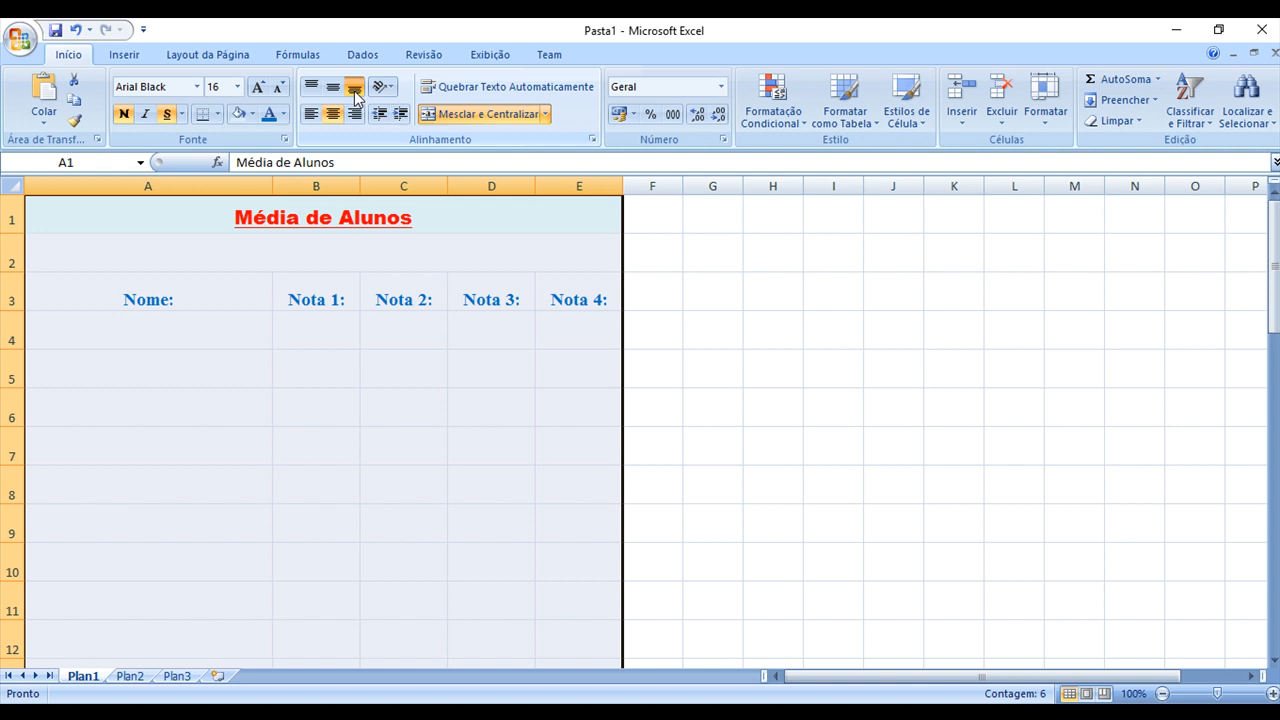 Pasta1 - Microsoft Excel
Início Inserir Layout da Página Fórmulas Dados Revisão Exibição Team
Colar
Área de Transf...
Arial Black 16
N I S A
Fonte
Quebrar Texto Automaticamente
Mesclar e Centralizar
Alinhamento
Geral
% 000
Número
Formatação Condicional
Formatar como Tabela
Estilos de Célula
Estilo
Inserir Excluir Formatar
Células
AutoSoma
Preencher
Limpar
Classificar e Filtrar
Localizar e Selecionar
Edição
A1 fx Média de Alunos
A B C D E F G H I J K L M N O P
1 Média de Alunos
2
3 Nome: Nota 1: Nota 2: Nota 3: Nota 4:
4
5
6
7
8
9
10
11
12
Plan1 Plan2 Plan3
Pronto Contagem: 6 100%